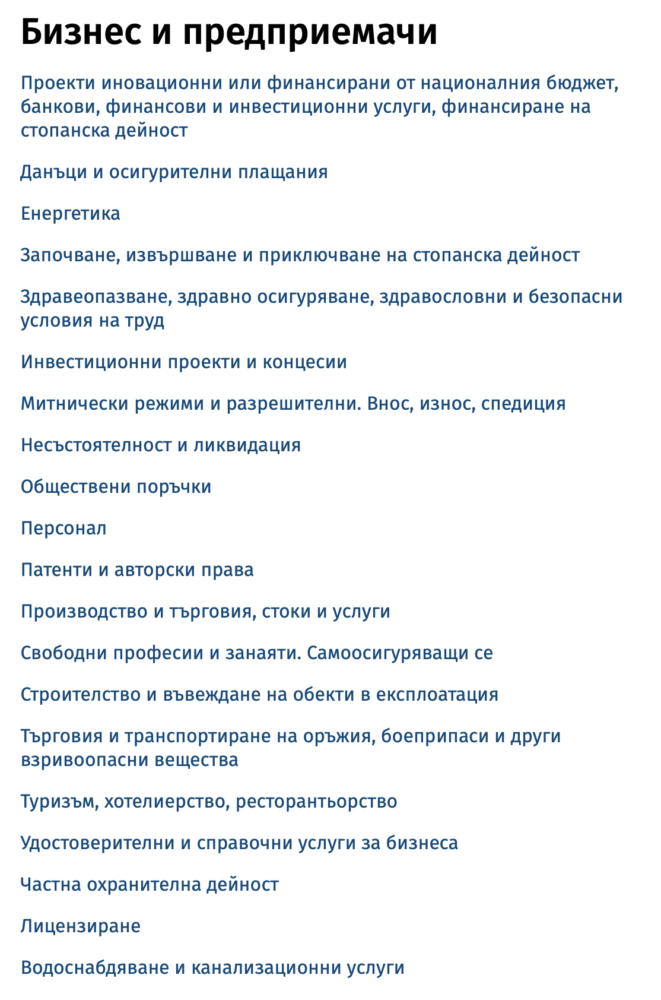 Бизнес и предприемачи
Проекти иновационни или финансирани от националния бюджет,
банкови, финансови и инвестиционни услуги, финансиране на
стопанска дейност
Данъци и осигурителни плащания
Енергетика
Започване, извършване и приключване на стопанска дейност
Здравеопазване, здравно осигуряване, здравословни и безопасни
условия на труд
Инвестиционни проекти и концесии
Митнически режими и разрешителни. Внос, износ, спедиция
Несъстоятелност и ликвидация
Обществени поръчки
Персонал
Патенти и авторски права
Производство и търговия, стоки и услуги
Свободни професии и занаяти. Самоосигуряващи се
Строителство и въвеждане на обекти в експлоатация
Търговия и транспортиране на оръжия, боеприпаси и други
взривоопасни вещества
Туризъм, хотелиерство, ресторантьорство
Удостоверителни и справочни услуги за бизнеса
Частна охранителна дейност
Лицензиране
Водоснабдяване и канализационни услуги